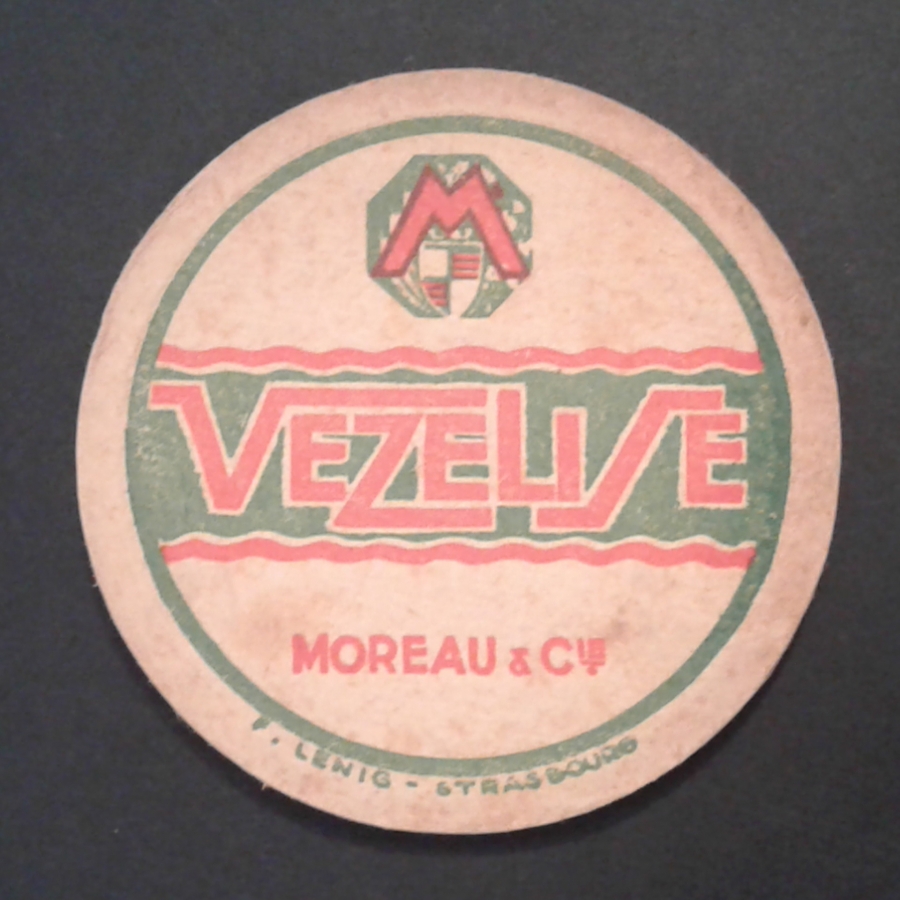 M
VEZELISE
MOREAU & CIE
F. LENIG - STRASBOURG